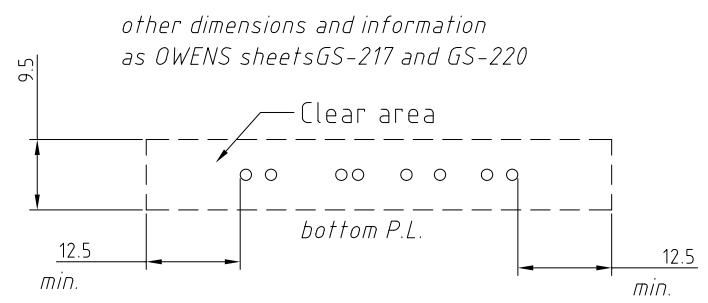 other dimensions and information
as OWENS sheetsGS-217 and GS-220
9.5
Clear area
bottom P.L.
12.5
min.
12.5
min.